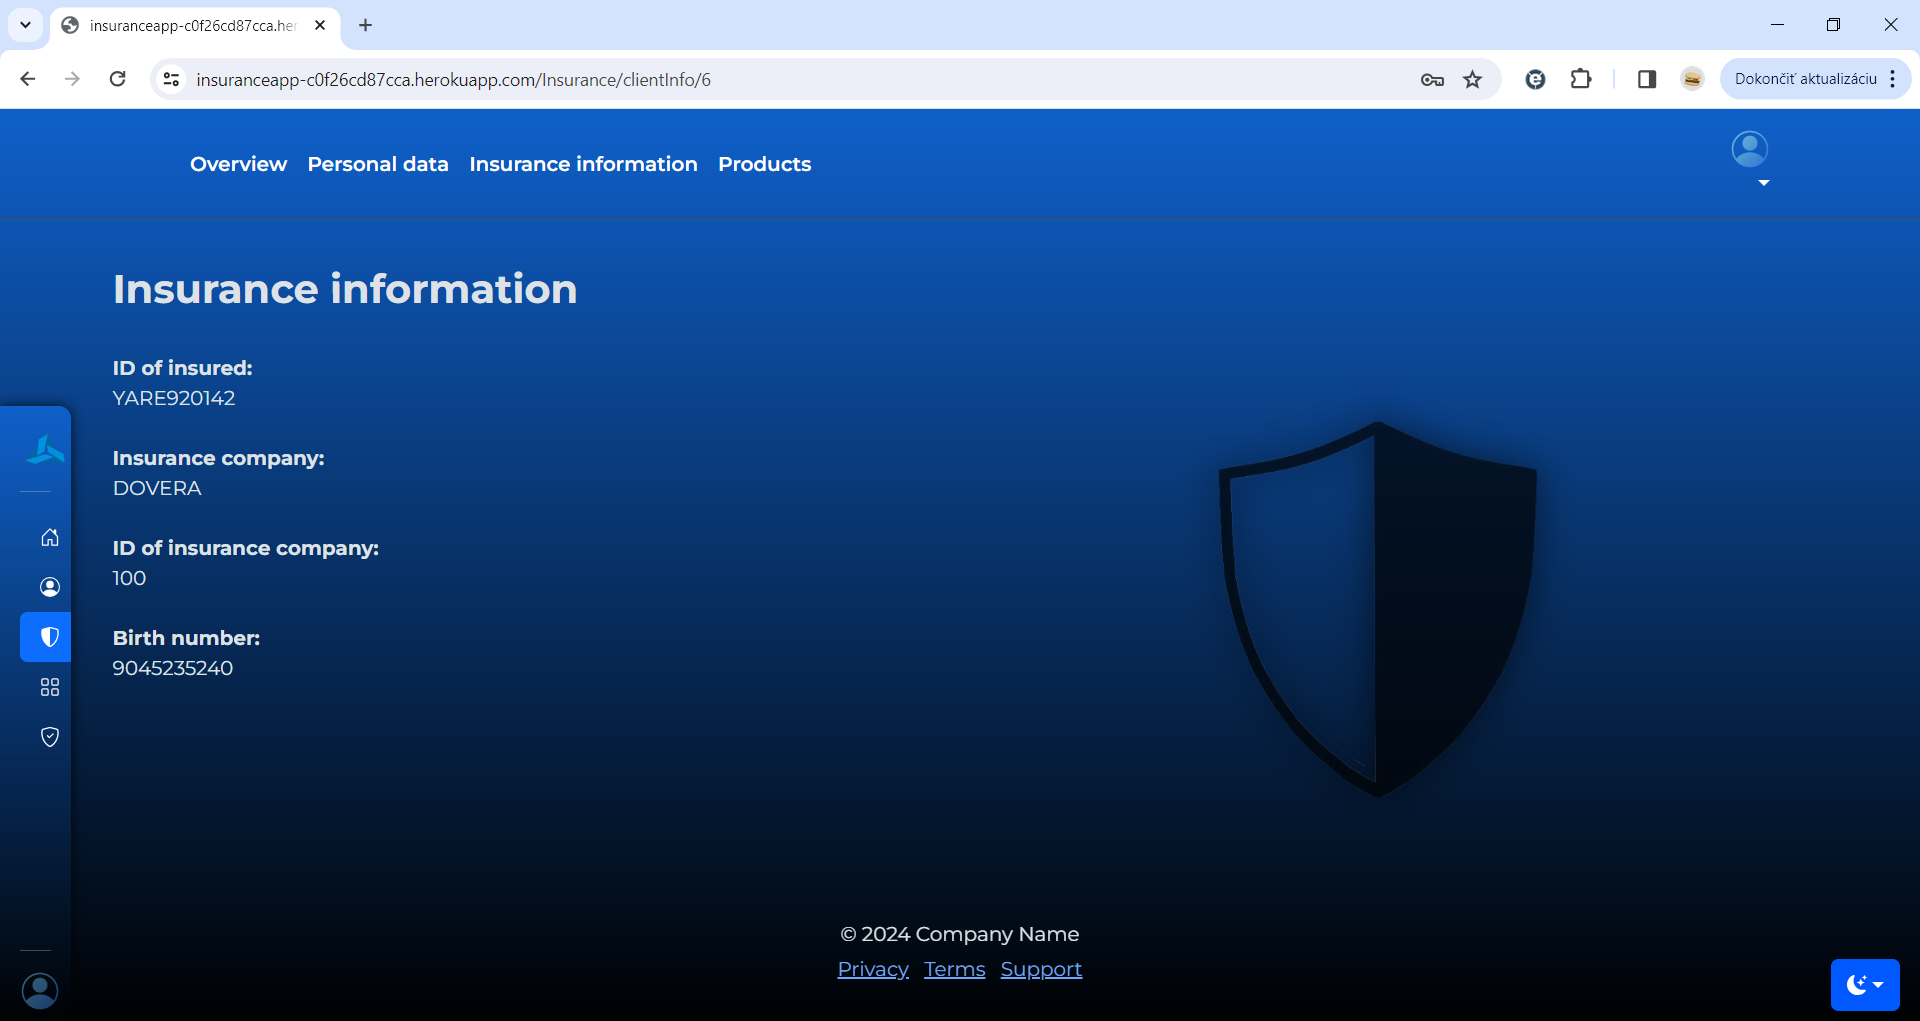 insuranceapp-c0f26cd87cca.her
insuranceapp-c0f26cd87cca.herokuapp.com/Insurance/clientInfo/6
Dokončiť aktualizáciu
Overview Personal data Insurance information Products
Insurance information
ID of insured:
YARE920142
Insurance company:
DOVERA
ID of insurance company:
100
Birth number:
9045235240
© 2024 Company Name
Privacy Terms Support